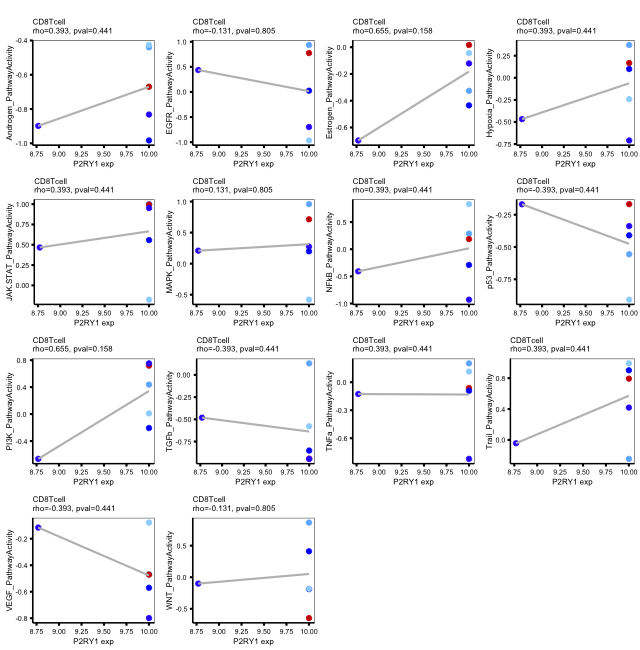 CD8Tcell
rho=0.393, pval=0.441
Androgen_PathwayActivity
-0.4
-0.6
-0.8
-1.0
8.75 9.00 9.25 9.50 9.75 10.00
P2RY1 exp
CD8Tcell
rho=-0.131, pval=0.805
EGFR_PathwayActivity
1.0
0.5
0.0
-0.5
-1.0
8.75 9.00 9.25 9.50 9.75 10.00
P2RY1 exp
CD8Tcell
rho=0.655, pval=0.158
Estrogen_PathwayActivity
0.0
-0.2
-0.4
-0.6
8.75 9.00 9.25 9.50 9.75 10.00
P2RY1 exp
CD8Tcell
rho=0.393, pval=0.441
Hypoxia_PathwayActivity
0.25
0.00
-0.25
-0.50
-0.75
8.75 9.00 9.25 9.50 9.75 10.00
P2RY1 exp
CD8Tcell
rho=0.393, pval=0.441
JAK.STAT_PathwayActivity
1.00
0.75
0.50
0.25
0.00
8.75 9.00 9.25 9.50 9.75 10.00
P2RY1 exp
CD8Tcell
rho=0.131, pval=0.805
MAPK_PathwayActivity
1.0
0.5
0.0
-0.5
8.75 9.00 9.25 9.50 9.75 10.00
P2RY1 exp
CD8Tcell
rho=0.393, pval=0.441
NFkB_PathwayActivity
0.5
0.0
-0.5
-1.0
8.75 9.00 9.25 9.50 9.75 10.00
P2RY1 exp
CD8Tcell
rho=-0.393, pval=0.441
p53_PathwayActivity
-0.25
-0.50
-0.75
8.75 9.00 9.25 9.50 9.75 10.00
P2RY1 exp
CD8Tcell
rho=0.655, pval=0.158
PI3K_PathwayActivity
0.8
0.4
0.0
-0.4
8.75 9.00 9.25 9.50 9.75 10.00
P2RY1 exp
CD8Tcell
rho=-0.393, pval=0.441
TGFb_PathwayActivity
0.00
-0.25
-0.50
-0.75
8.75 9.00 9.25 9.50 9.75 10.00
P2RY1 exp
CD8Tcell
rho=0.393, pval=0.441
TNFa_PathwayActivity
0.0
-0.3
-0.6
8.75 9.00 9.25 9.50 9.75 10.00
P2RY1 exp
CD8Tcell
rho=0.393, pval=0.441
Trail_PathwayActivity
0.8
0.4
0.0
8.75 9.00 9.25 9.50 9.75 10.00
P2RY1 exp
CD8Tcell
rho=-0.393, pval=0.441
VEGF_PathwayActivity
-0.2
-0.4
-0.6
-0.8
8.75 9.00 9.25 9.50 9.75 10.00
P2RY1 exp
CD8Tcell
rho=-0.131, pval=0.805
WNT_PathwayActivity
0.5
0.0
-0.5
8.75 9.00 9.25 9.50 9.75 10.00
P2RY1 exp